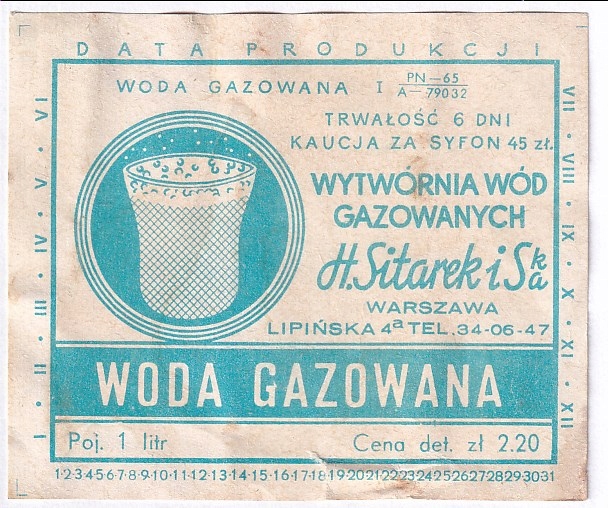 DATA PRODUKCJI
WODA GAZOWANA I PN-65
A-79032
TRWAŁOŚĆ 6 DNI
KAUCJA ZA SYFON 45 zł.
WYTWÓRNIA WÓD
GAZOWANYCH
H. Sitarek i Ska
WARSZAWA
LIPIŃSKA 4a TEL. 34-06-47
WODA GAZOWANA
Poj. 1 litr
Cena det. zł 2.20
I · II · III · IV · V · VI
VII · VIII · IX · X · XI · XII
1·2·3·4·5·6·7·8·9·10·11·12·13·14·15·16·17·18·19·20·21·22·23·24·25·26·27·28·29·30·31